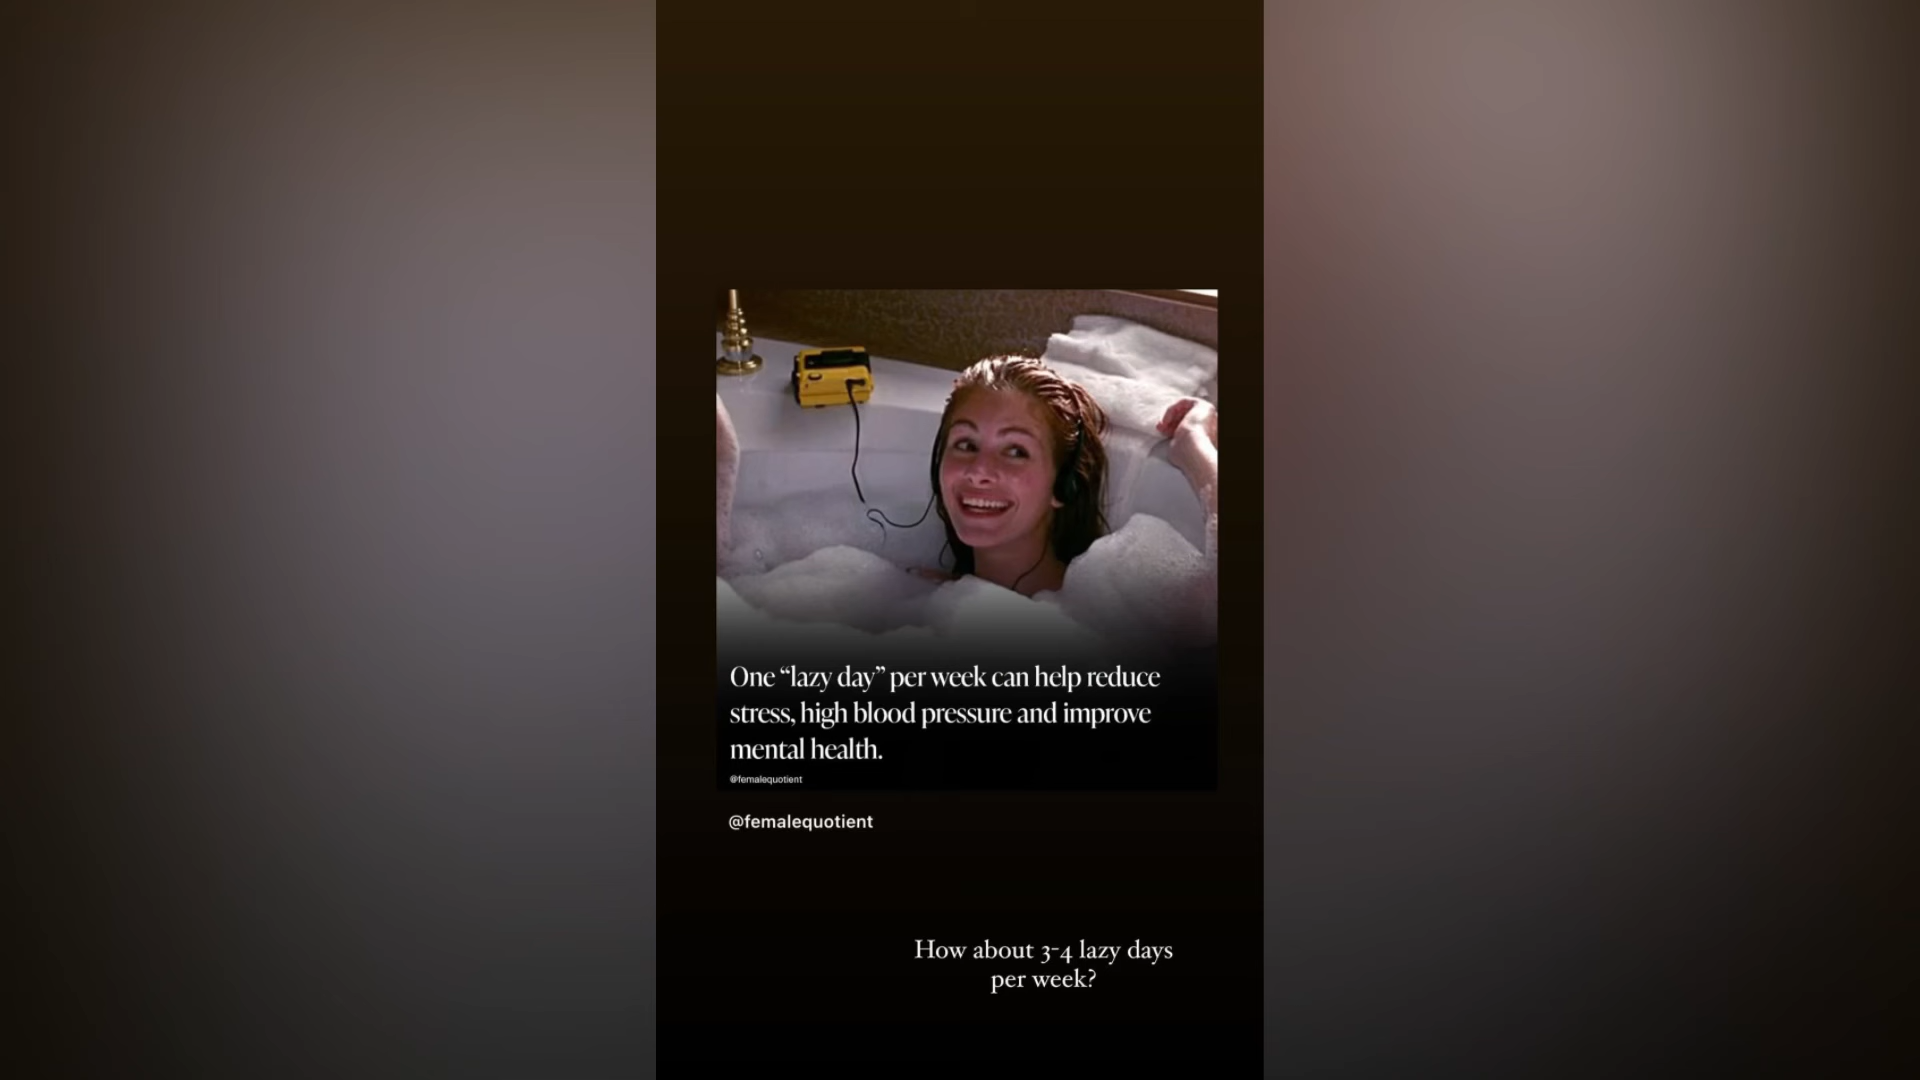 One “lazy day” per week can help reduce
stress, high blood pressure and improve
mental health.
@femalequotient
@femalequotient
How about 3-4 lazy days
per week?